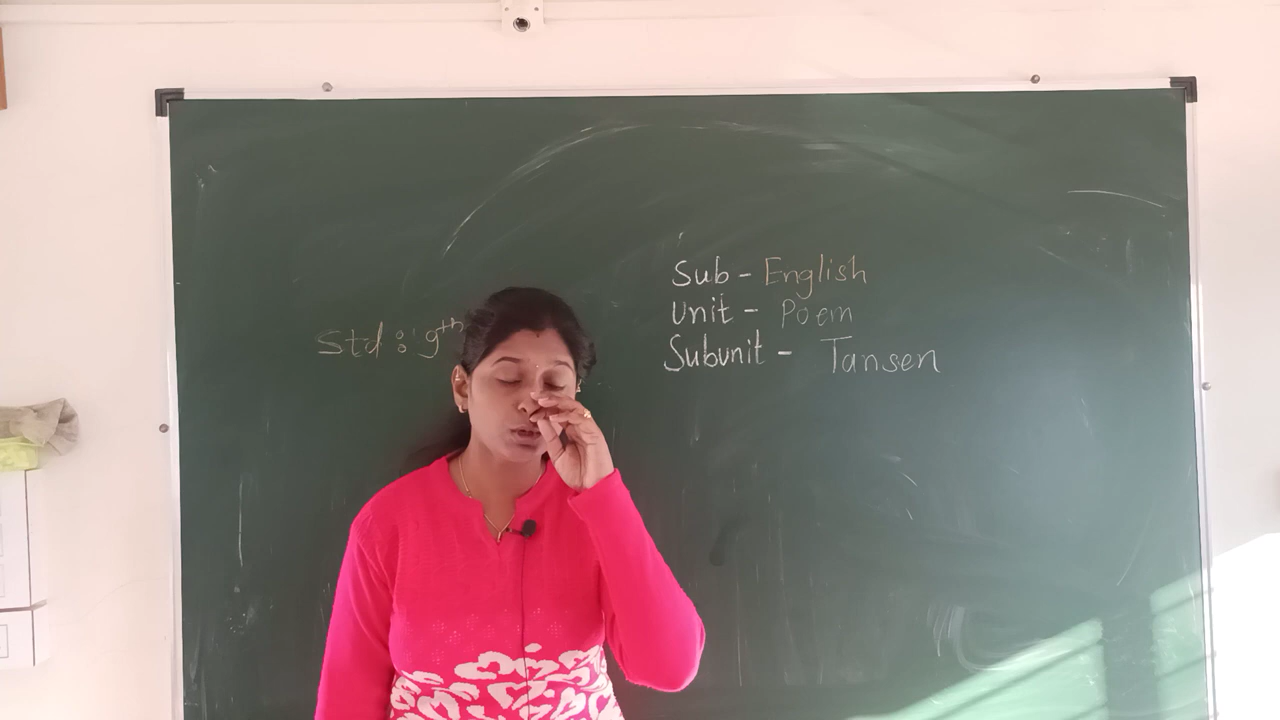 Sub - English
Unit - Poem
Subunit - Tansen
Std : 9th